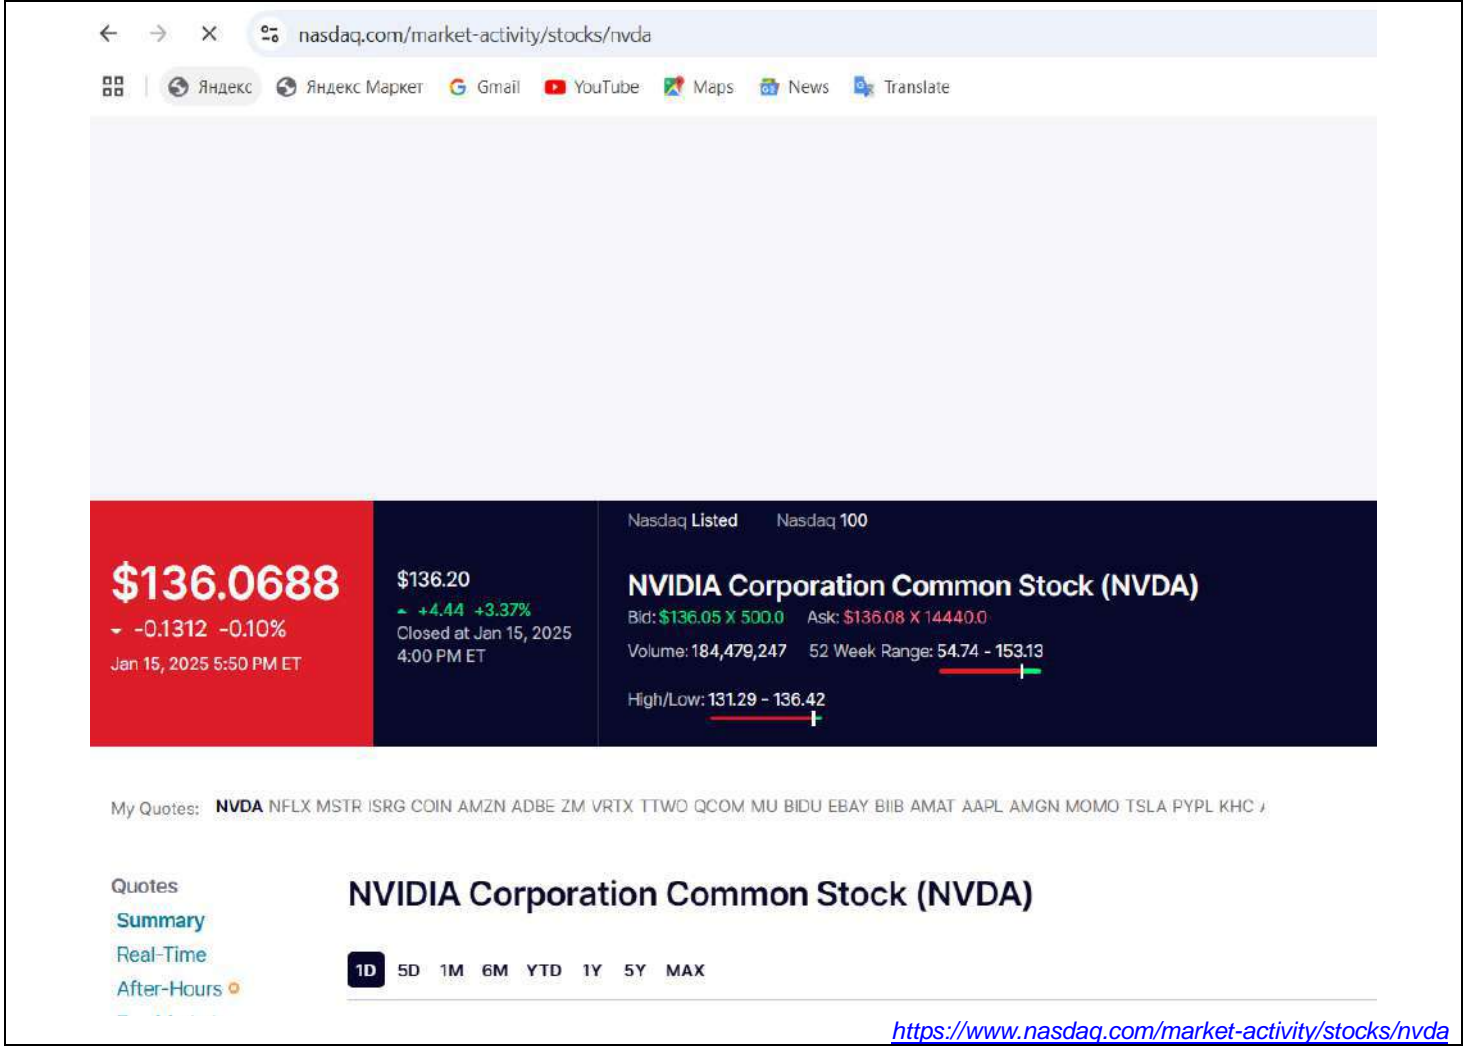 nasdaq.com/market-activity/stocks/nvda
Яндекс Яндекс Маркет Gmail YouTube Maps News Translate
Nasdaq Listed Nasdaq 100
$136.0688
-0.1312 -0.10%
Jan 15, 2025 5:50 PM ET
$136.20
+4.44 +3.37%
Closed at Jan 15, 2025
4:00 PM ET
NVIDIA Corporation Common Stock (NVDA)
Bid: $136.05 X 500.0 Ask: $136.08 X 14440.0
Volume: 184,479,247 52 Week Range: 54.74 - 153.13
High/Low: 131.29 - 136.42
My Quotes: NVDA NFLX MSTR ISRG COIN AMZN ADBE ZM VRTX TTWO QCOM MU BIDU EBAY BIIB AMAT AAPL AMGN MOMO TSLA PYPL KHC
Quotes
Summary
Real-Time
After-Hours
NVIDIA Corporation Common Stock (NVDA)
1D 5D 1M 6M YTD 1Y 5Y MAX
https://www.nasdaq.com/market-activity/stocks/nvda